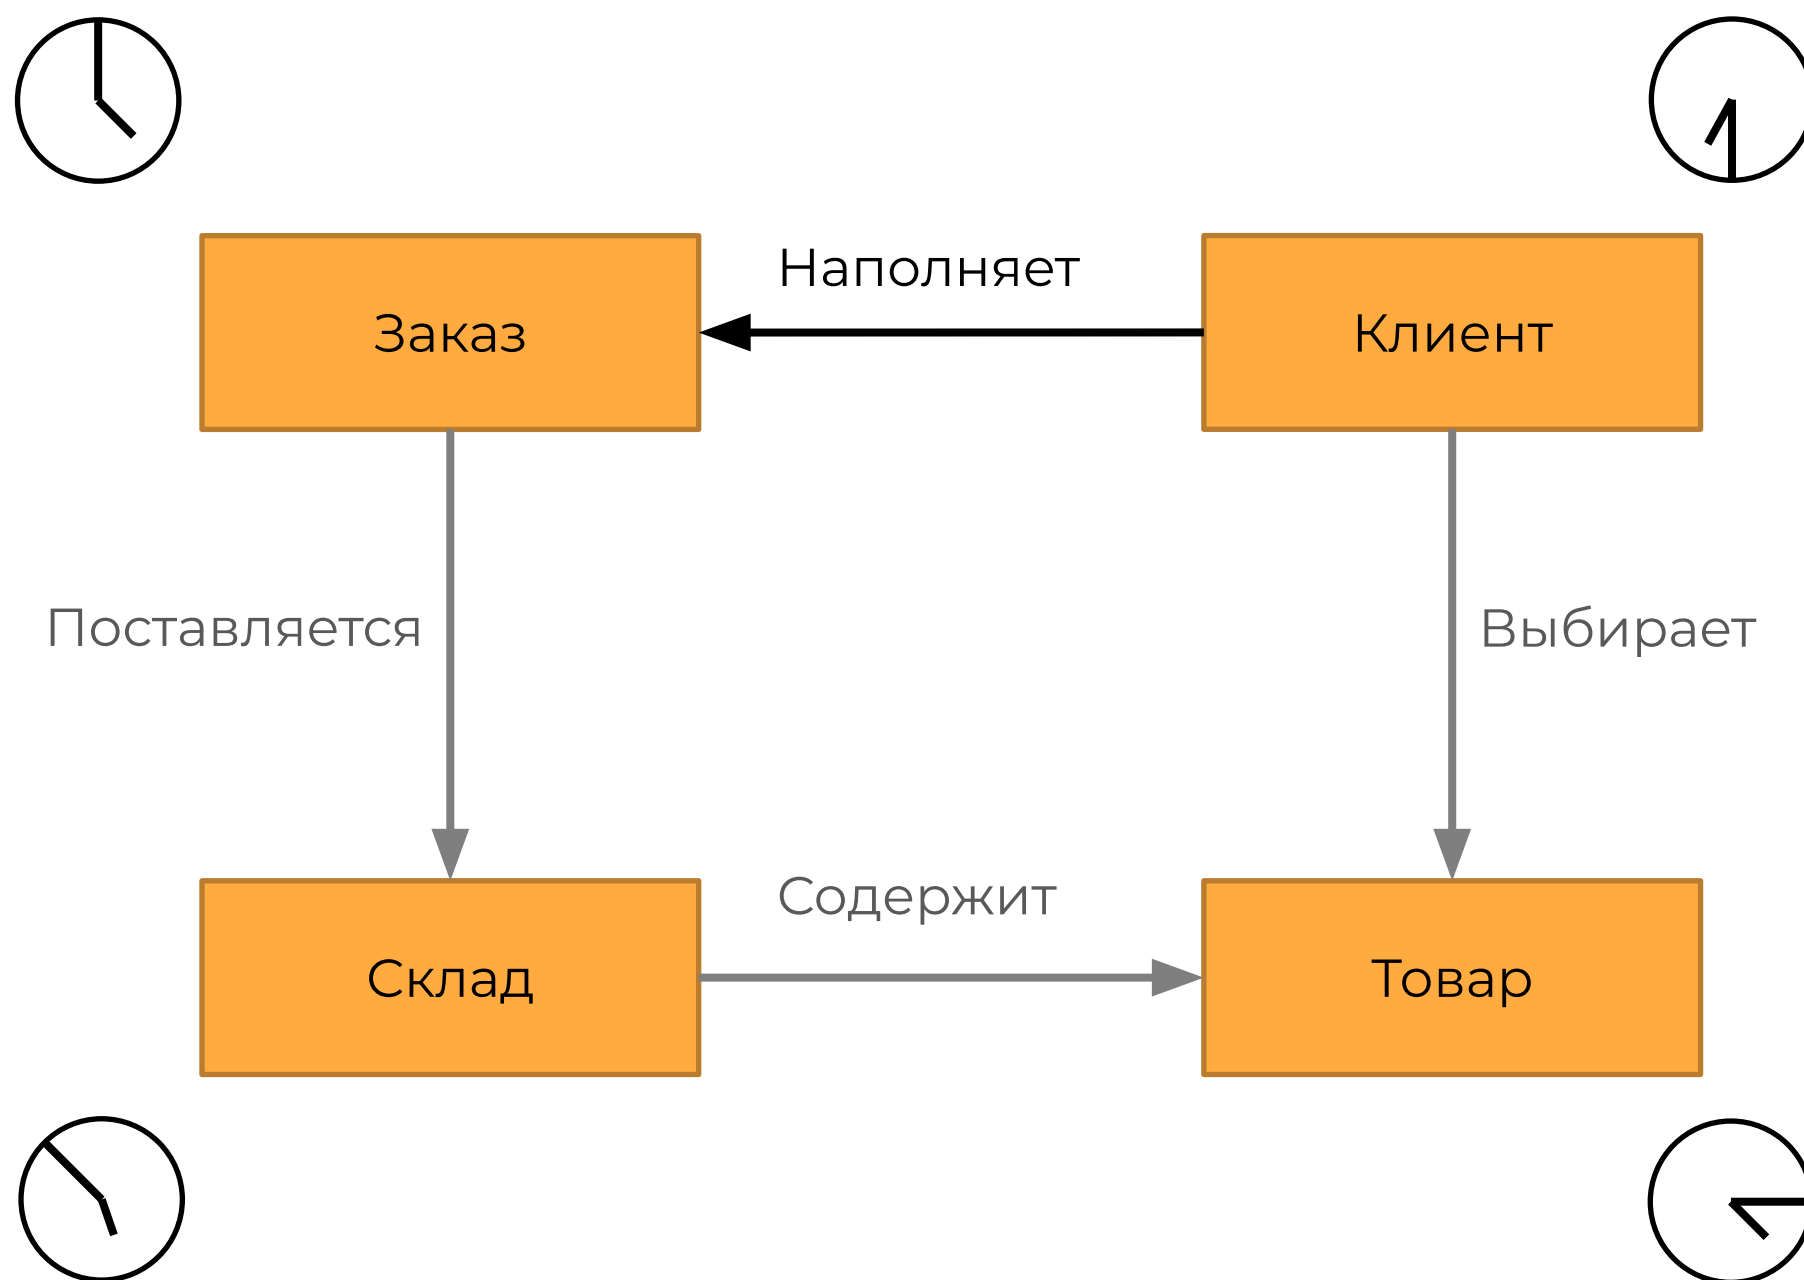 Наполняет
Заказ
Клиент
Поставляется
Выбирает
Содержит
Склад
Товар